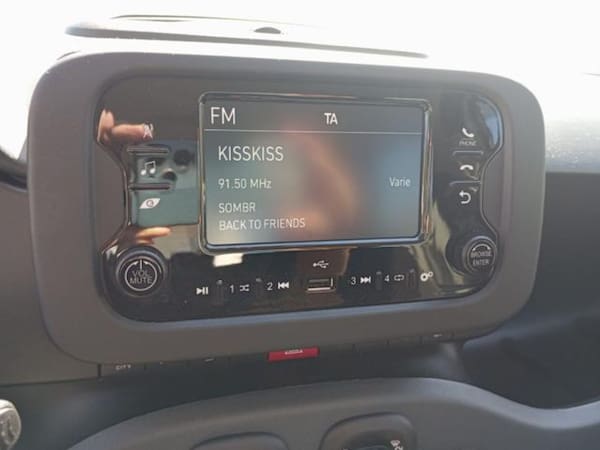 FM TA
KISSKISS
91.50 MHz Varie
SOMBR
BACK TO FRIENDS
PHONE
VOL
MUTE
BROWSE
ENTER
1 2 3 4
CITY